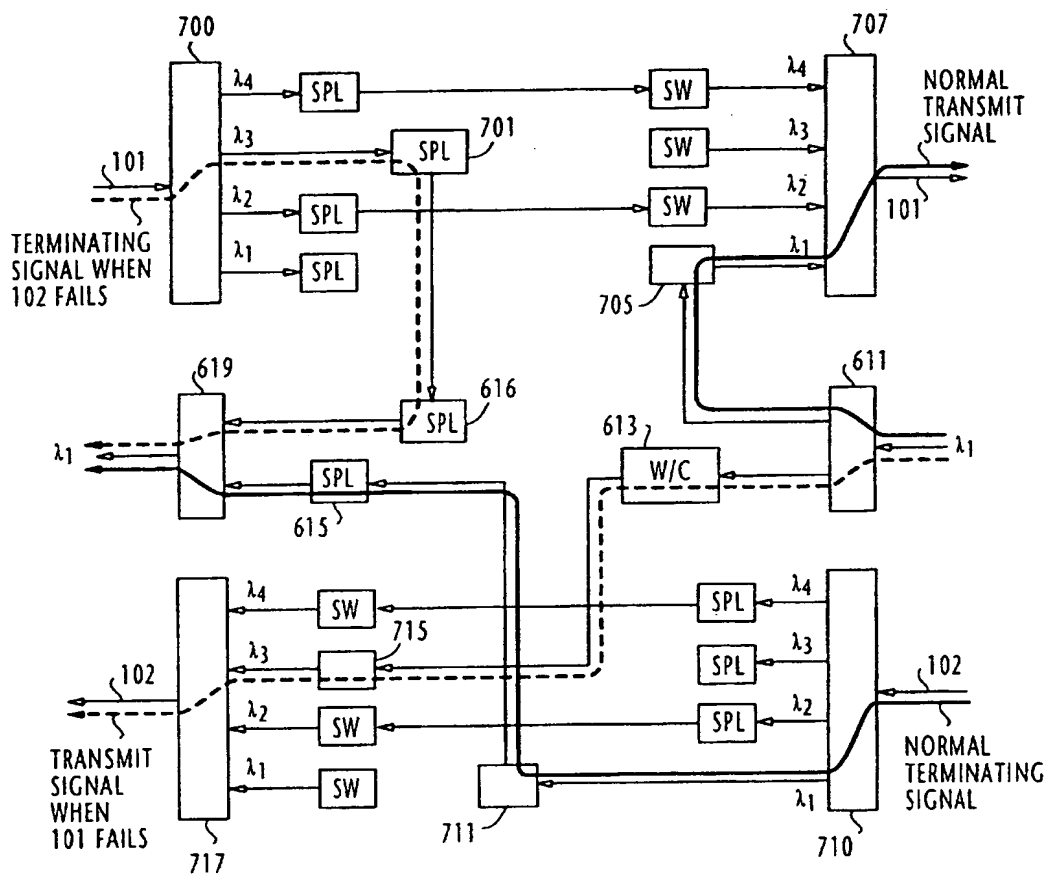 700
707
λ4
SPL
SW
λ4
NORMAL
TRANSMIT
SIGNAL
λ3
SPL
701
SW
λ3
101
λ2
SPL
SW
λ2
101
TERMINATING
SIGNAL WHEN
102 FAILS
λ1
SPL
705
λ1
619
616
SPL
613
611
λ1
W/C
λ1
SPL
615
λ4
SW
SPL
λ4
715
λ3
SPL
λ3
102
102
λ2
SW
SPL
λ2
TRANSMIT
SIGNAL
WHEN
101 FAILS
λ1
SW
NORMAL
TERMINATING
SIGNAL
λ1
711
717
710